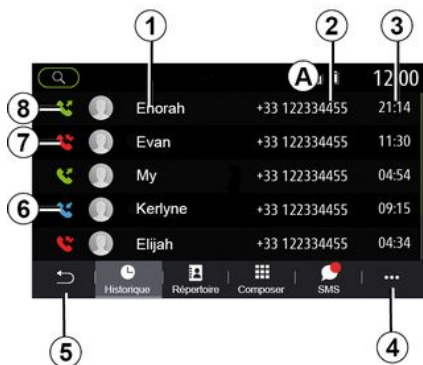 1 2 3
A 12:00
8 Enorah +33 122334455 21:14
7 Evan +33 122334455 11:30
My +33 122334455 04:54
6 Kerlyne +33 122334455 09:15
Elijah +33 122334455 04:34
Historique Répertoire Composer SMS ...
5 4